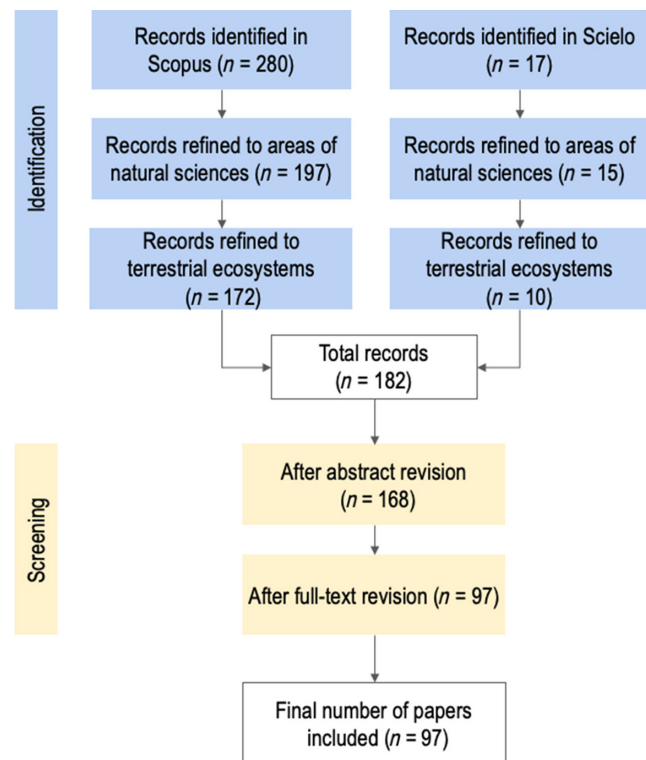 Identification
Records identified in
Scopus (n = 280)
Records identified in Scielo
(n = 17)
Records refined to areas of
natural sciences (n = 197)
Records refined to areas of
natural sciences (n = 15)
Records refined to
terrestrial ecosystems
(n = 172)
Records refined to
terrestrial ecosystems
(n = 10)
Total records
(n = 182)
Screening
After abstract revision
(n = 168)
After full-text revision (n = 97)
Final number of papers
included (n = 97)